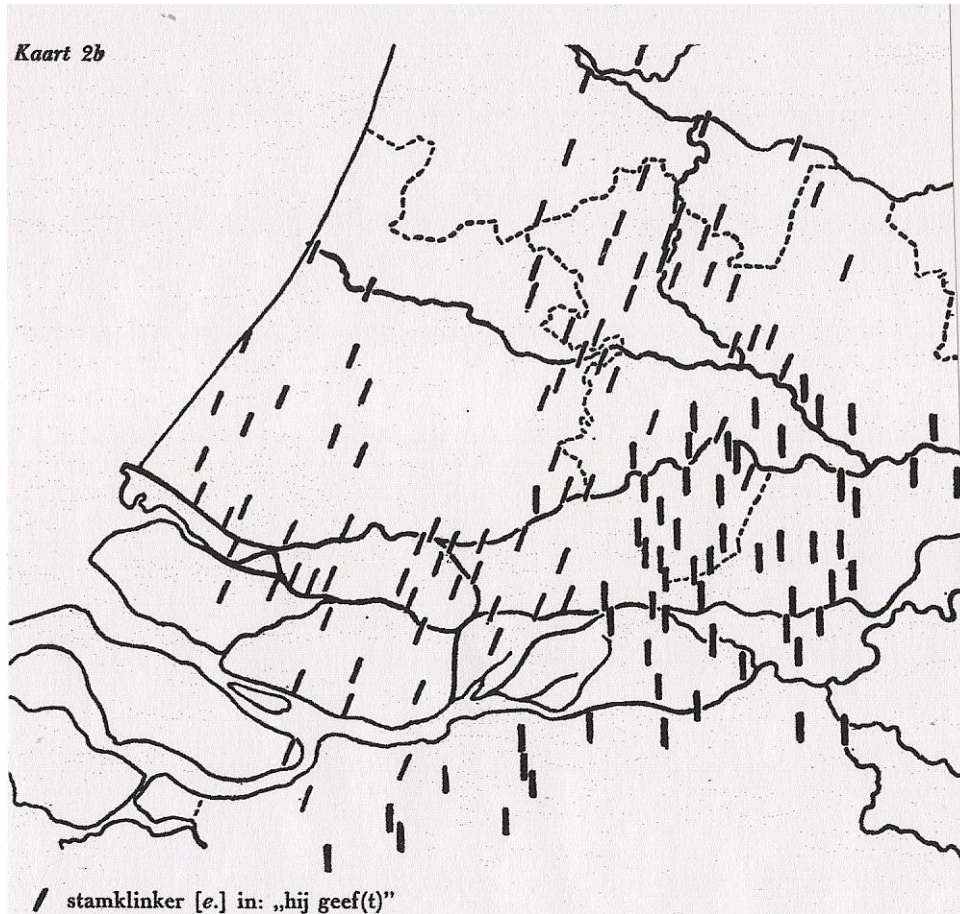 Kaart 2b
/ stamklinker [e.] in: „hij geef(t)”